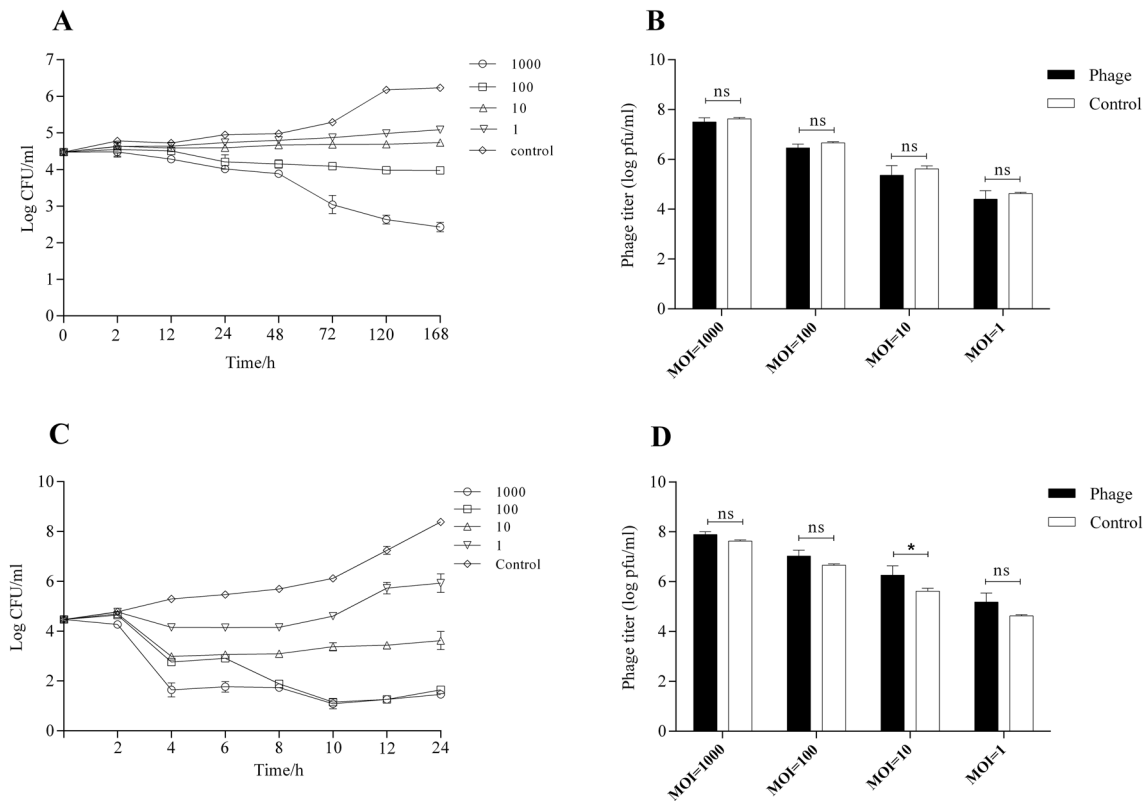 A
7
6
5
4
3
2
1
0
Log CFU/ml
0 2 12 24 48 72 120 168
Time/h
1000
100
10
1
control
B
10
8
6
4
2
0
Phage titer (log pfu/ml)
ns
ns
ns
ns
MOI=1000 MOI=100 MOI=10 MOI=1
Phage
Control
C
10
8
6
4
2
0
Log CFU/ml
2 4 6 8 10 12 24
Time/h
1000
100
10
1
Control
D
10
8
6
4
2
0
Phage titer (log pfu/ml)
ns
ns
*
ns
MOI=1000 MOI=100 MOI=10 MOI=1
Phage
Control